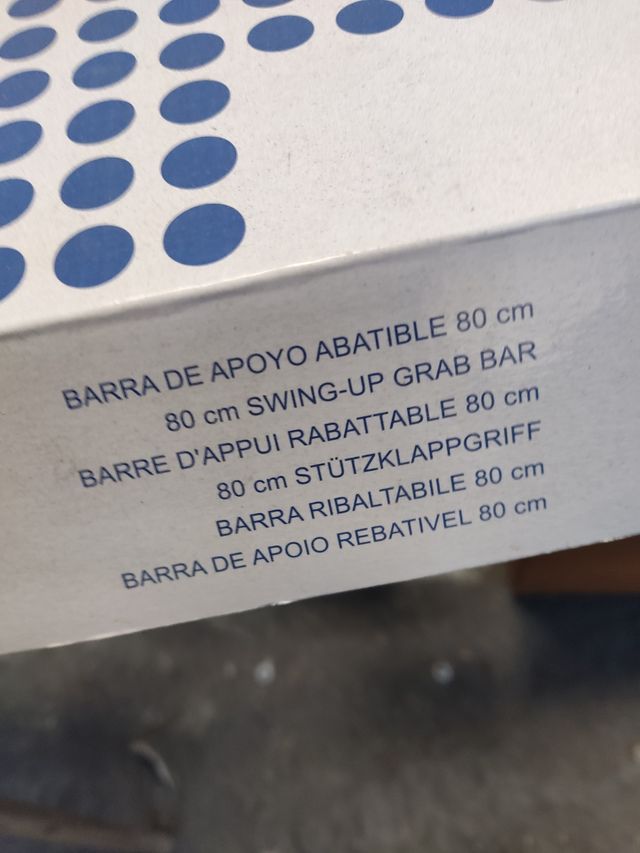 BARRA DE APOYO ABATIBLE 80 cm
80 cm SWING-UP GRAB BAR
BARRE D'APPUI RABATTABLE 80 cm
80 cm STÜTZKLAPPGRIFF
BARRA RIBALTABILE 80 cm
BARRA DE APOIO REBATIVEL 80 cm